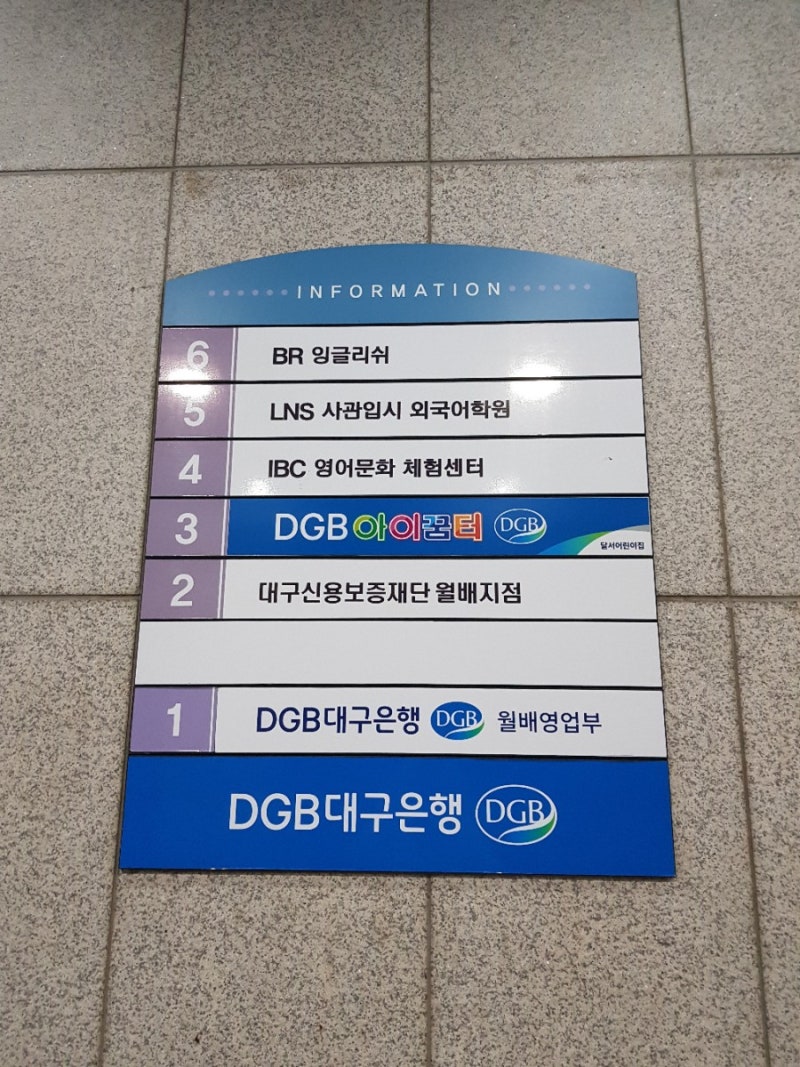 INFORMATION
6 BR 잉글리쉬
5 LNS 사관입시 외국어학원
4 IBC 영어문화 체험센터
3 DGB아이꿈터 DGB 달서어린이집
2 대구신용보증재단 월배지점
1 DGB대구은행 DGB 월배영업부
DGB대구은행 DGB